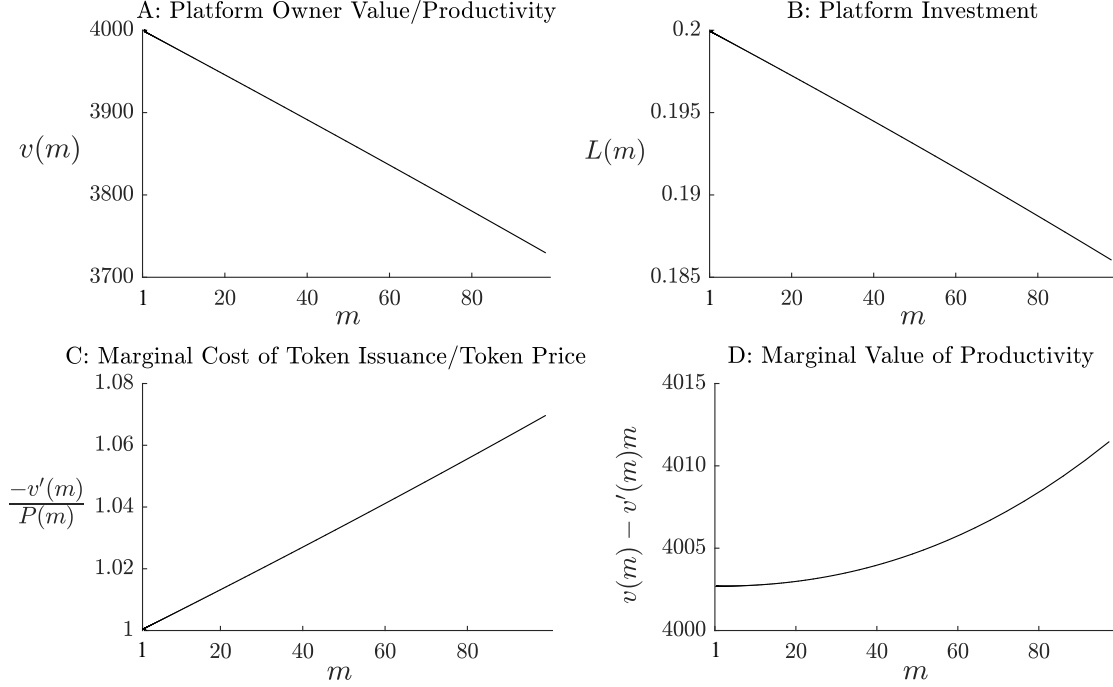 A: Platform Owner Value/Productivity
4000
3900
v(m)
3800
3700
1 20 40 60 80
m
B: Platform Investment
0.2
0.195
L(m)
0.19
0.185
1 20 40 60 80
m
C: Marginal Cost of Token Issuance/Token Price
1.08
1.06
−v′(m)
P(m)
1.04
1.02
1
1 20 40 60 80
m
D: Marginal Value of Productivity
4015
4010
v(m) − v′(m)m
4005
4000
1 20 40 60 80
m